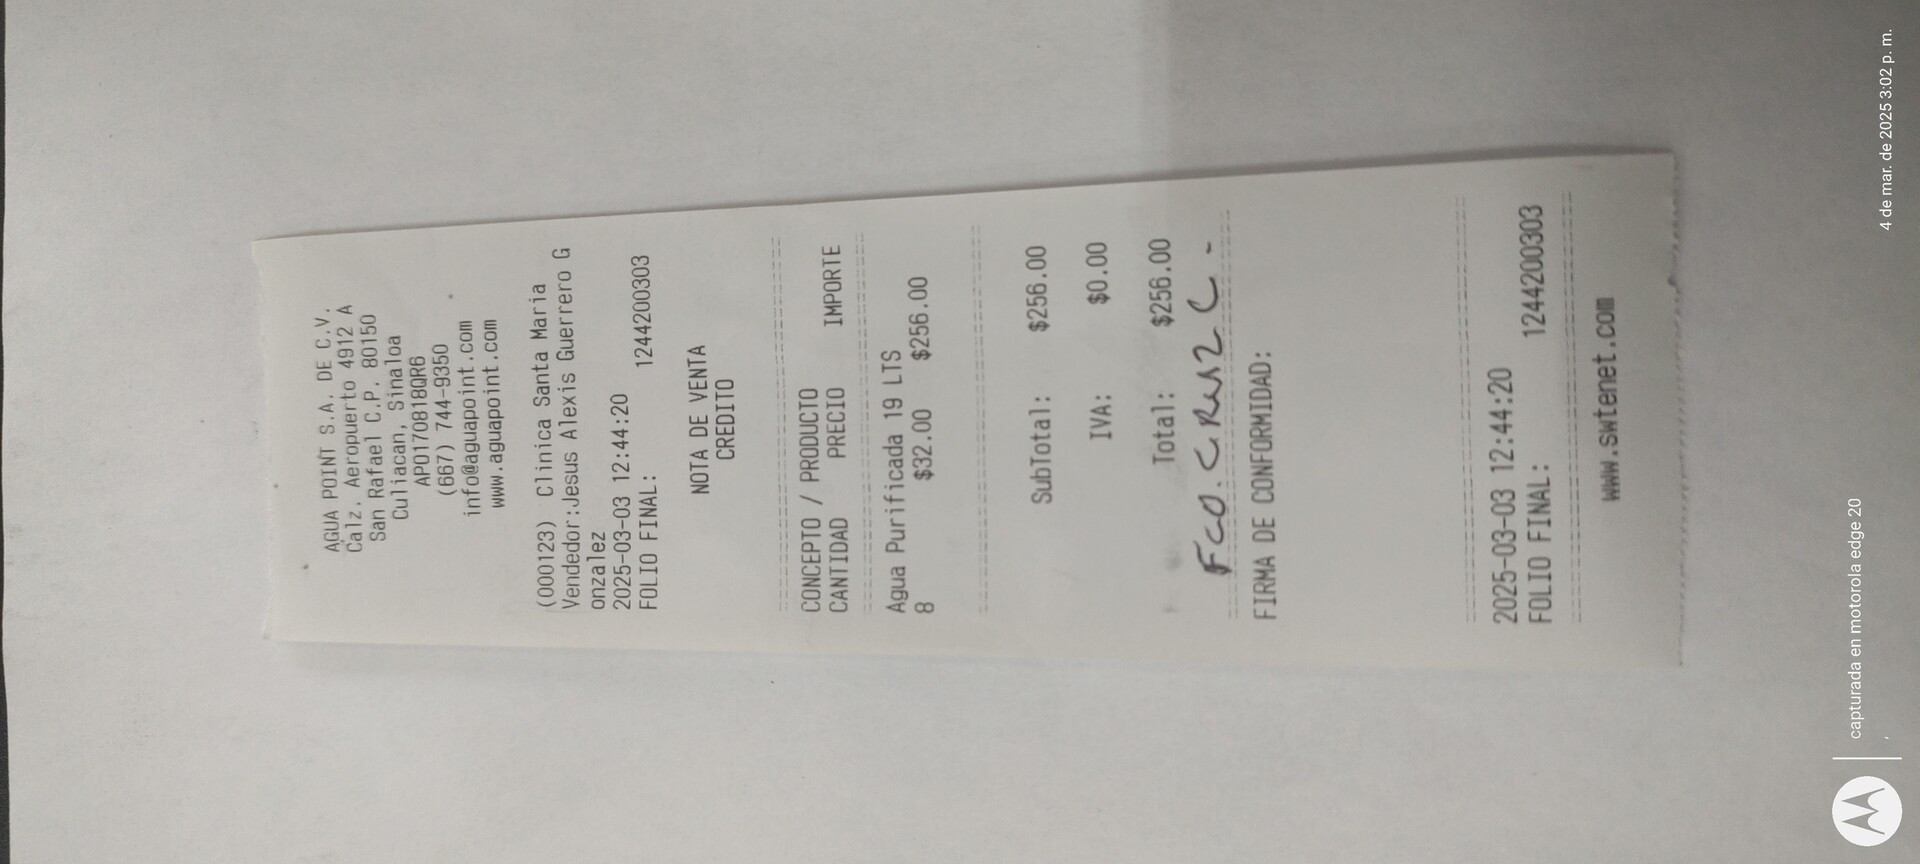 AGUA POINT S.A. DE C.V.
Calz. Aeropuerto 4912 A
San Rafael C.P. 80150
Culiacan, Sinaloa
APO170818QR6
(667) 744-9350
info@aguapoint.com
www.aguapoint.com
(000123) Clinica Santa Maria
Vendedor:Jesus Alexis Guerrero G
onzalez
2025-03-03 12:44:20
FOLIO FINAL: 1244200303
NOTA DE VENTA
CREDITO
CONCEPTO / PRODUCTO
CANTIDAD PRECIO IMPORTE
Agua Purificada 19 LTS
8 $32.00 $256.00
SubTotal: $256.00
IVA: $0.00
Total: $256.00
Fco. CRUZ C.
FIRMA DE CONFORMIDAD:
2025-03-03 12:44:20
FOLIO FINAL: 1244200303
www.swtenet.com
capturada en motorola edge 20
,
4 de mar. de 2025 3:02 p. m.